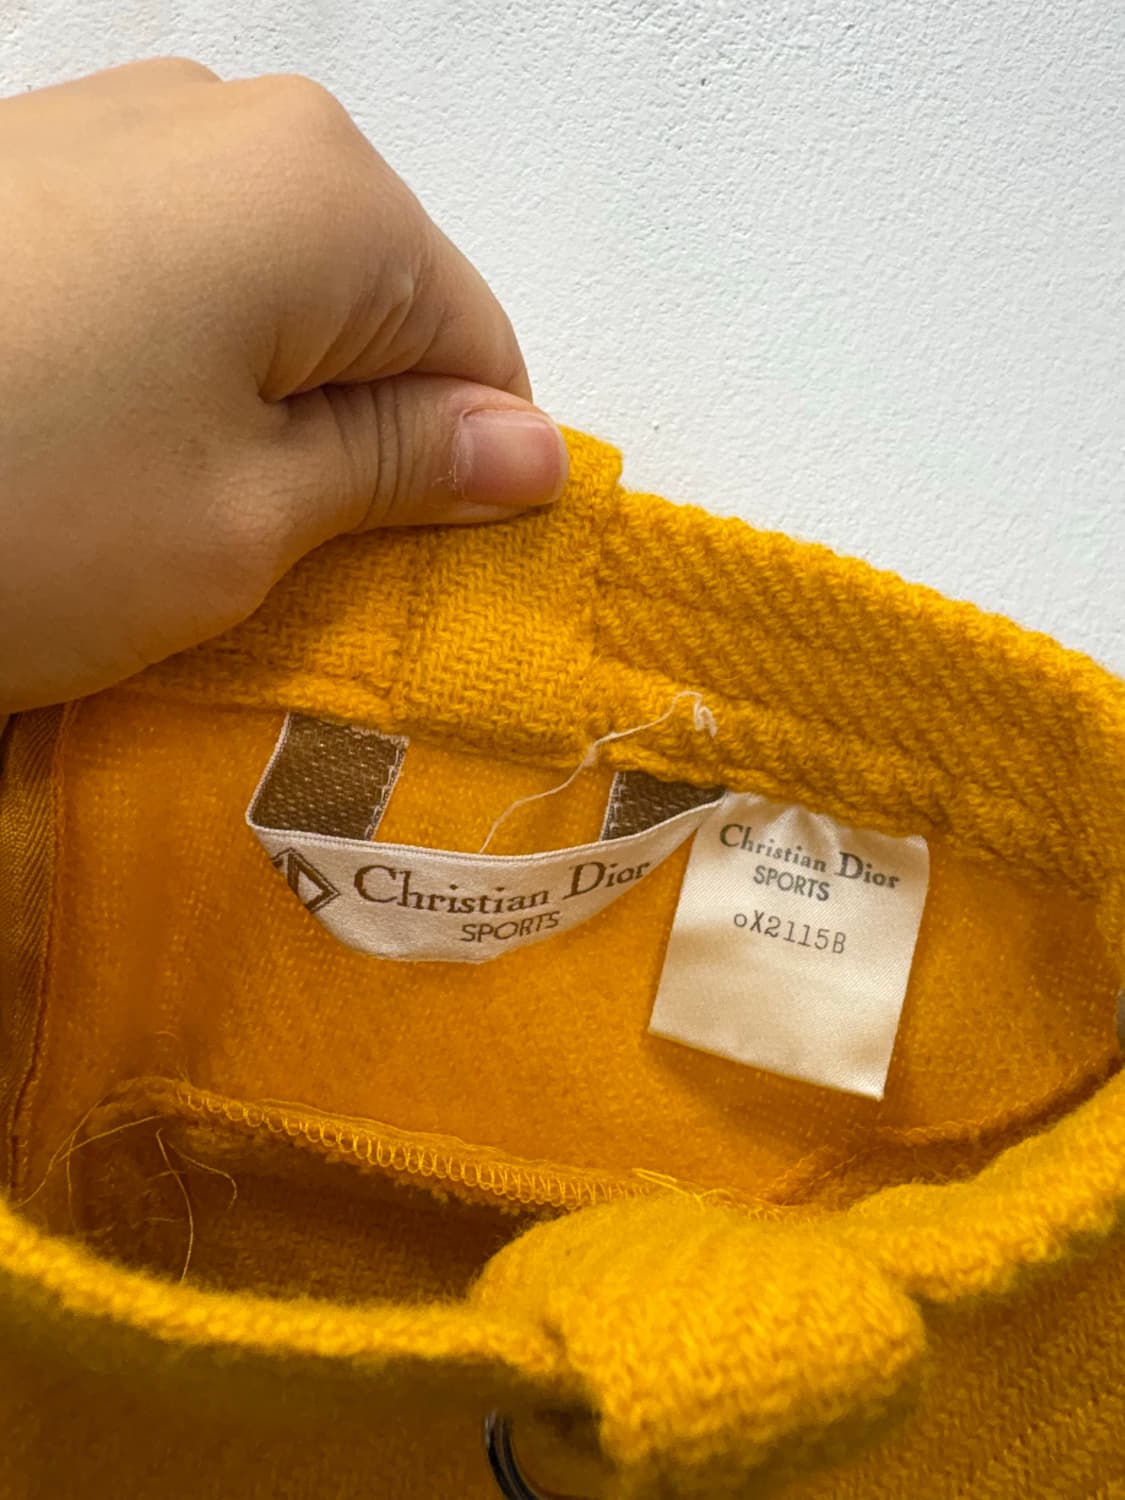 Christian Dior
SPORTS
Christian Dior
SPORTS
oX2115B